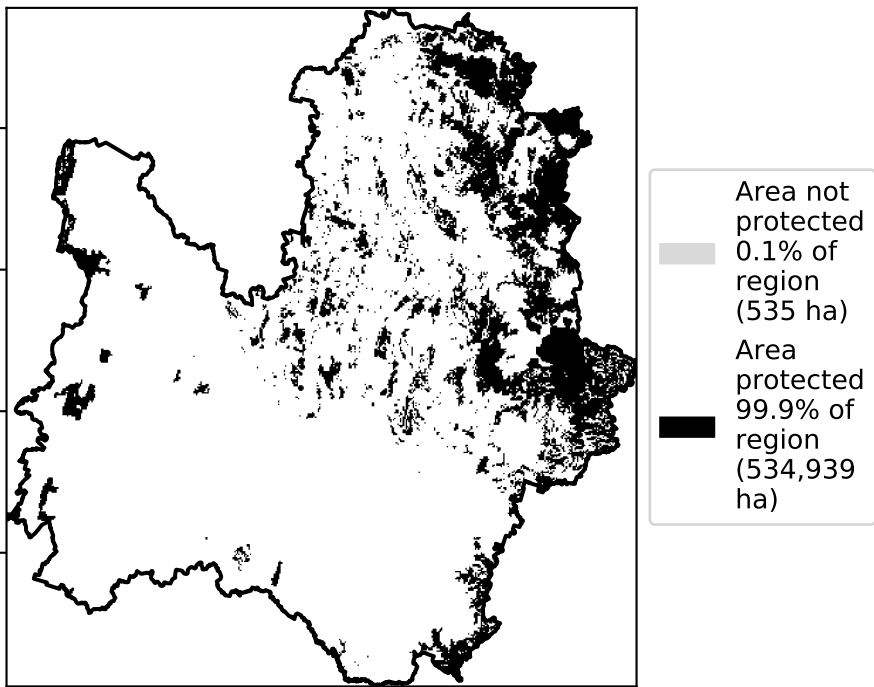 Area not
protected
0.1% of
region
(535 ha)
Area
protected
99.9% of
region
(534,939
ha)